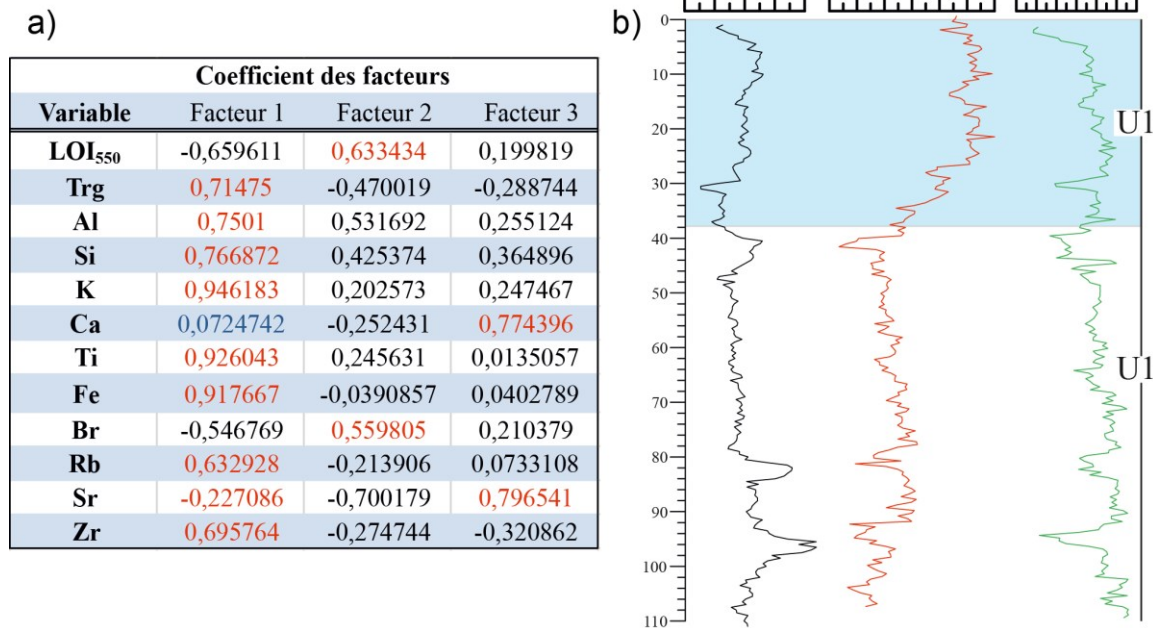 a)
Coefficient des facteurs
Variable Facteur 1 Facteur 2 Facteur 3
LOI550 -0,659611 0,633434 0,199819
Trg 0,71475 -0,470019 -0,288744
Al 0,7501 0,531692 0,255124
Si 0,766872 0,425374 0,364896
K 0,946183 0,202573 0,247467
Ca 0,0724742 -0,252431 0,774396
Ti 0,926043 0,245631 0,0135057
Fe 0,917667 -0,0390857 0,0402789
Br -0,546769 0,559805 0,210379
Rb 0,632928 -0,213906 0,0733108
Sr -0,227086 -0,700179 0,796541
Zr 0,695764 -0,274744 -0,320862
b)
0
10
20
30
40
50
60
70
80
90
100
110
U1
U1